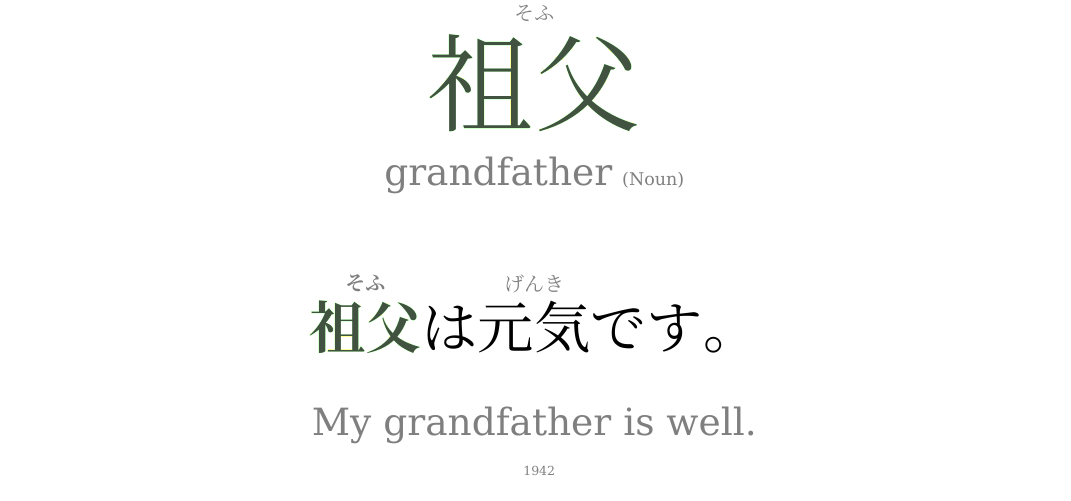 そふ
祖父
grandfather (Noun)
そふ げんき
祖父は元気です。
My grandfather is well.
1942